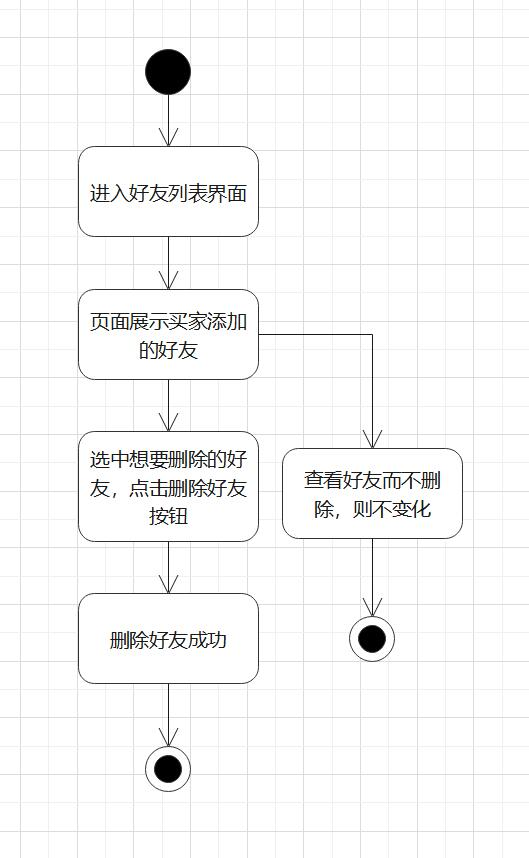 进入好友列表界面
页面展示买家添加
的好友
选中想要删除的好
友，点击删除好友
按钮
查看好友而不删
除，则不变化
删除好友成功